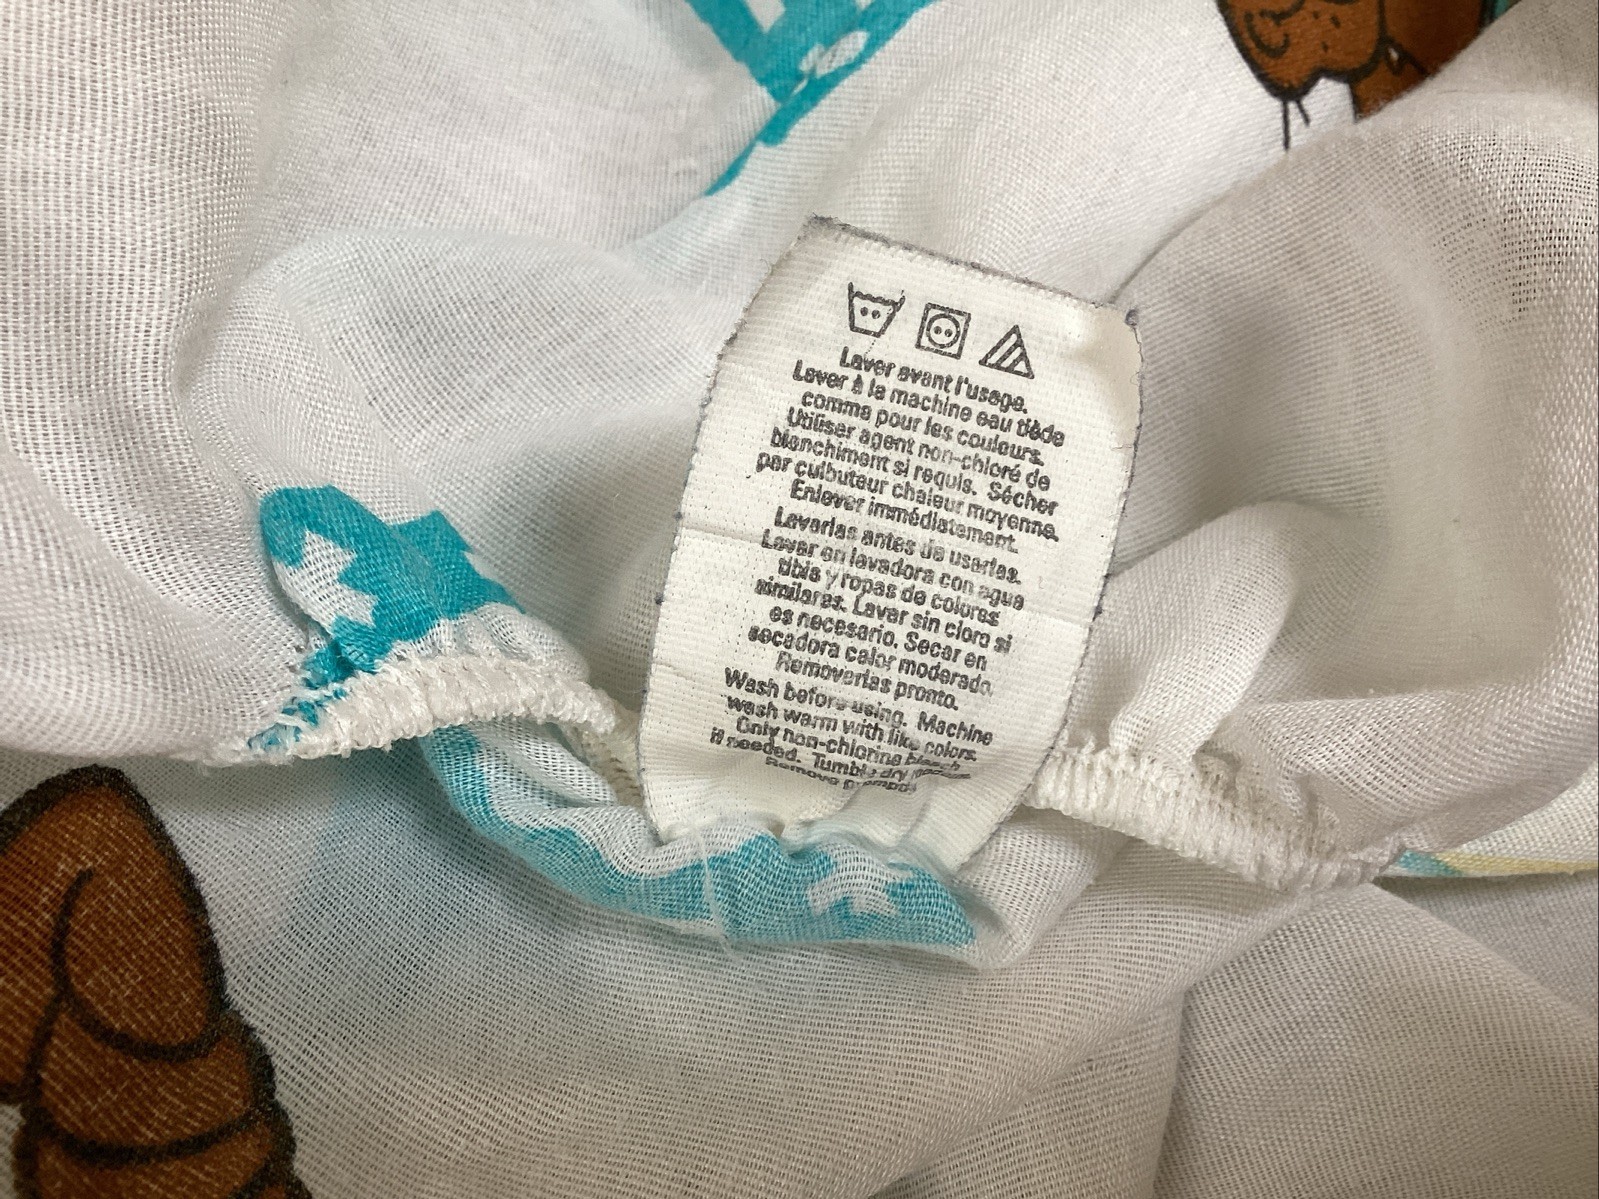 Laver avant l'usage.
Laver à la machine eau tiède
comme pour les couleurs.
Utiliser agent non-chloré de
blanchiment si requis. Sécher
par culbuteur chaleur moyenne.
Enlever immédiatement.
Lavarlas antes de usarlas.
Lavar en lavadora con agua
tibia y ropas de colores
similares. Lavar sin cloro si
es necesario. Secar en
secadora calor moderado.
Removerlas pronto.
Wash before using. Machine
wash warm with like colors.
Only non-chlorine bleach
if needed. Tumble dry medium.
Remove promptly